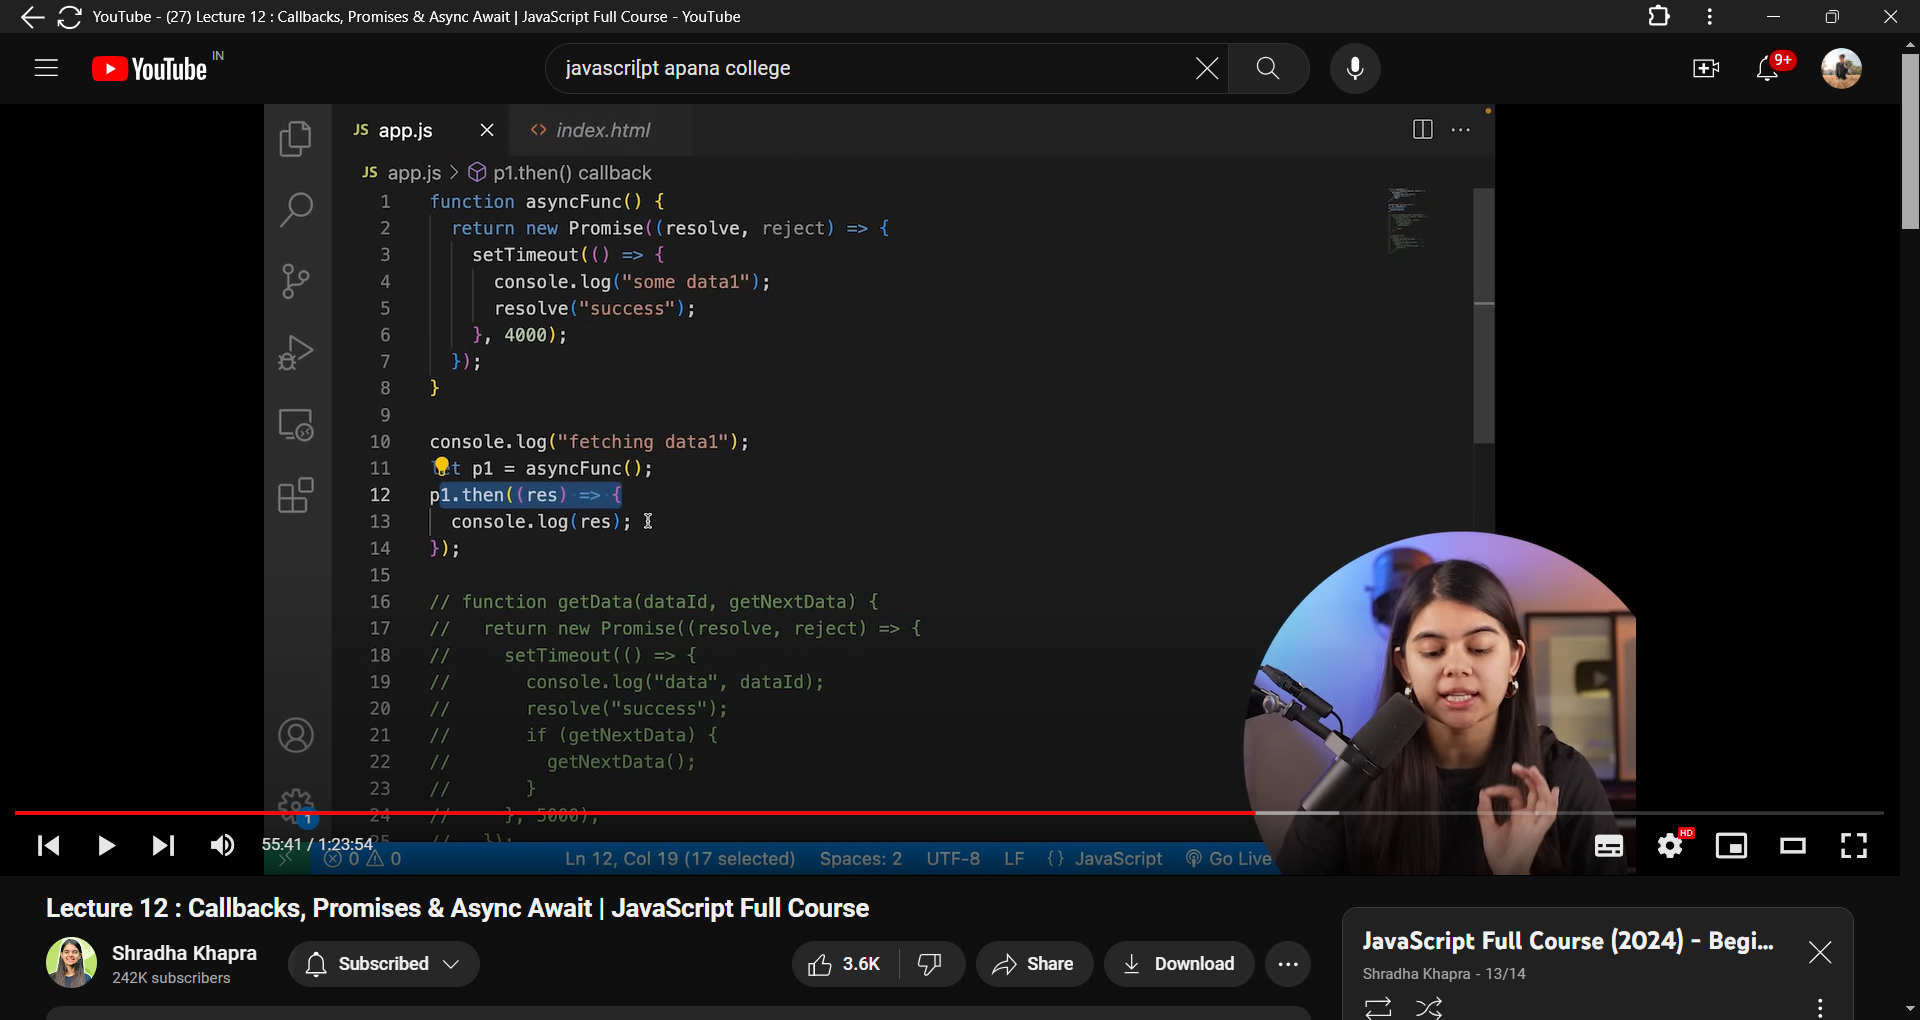 YouTube - (27) Lecture 12 : Callbacks, Promises & Async Await | JavaScript Full Course - YouTube
YouTube IN
javascri[pt apana college
9+
JS app.js
<> index.html
JS app.js > p1.then() callback
1 function asyncFunc() {
2 return new Promise((resolve, reject) => {
3 setTimeout(() => {
4 console.log("some data1");
5 resolve("success");
6 }, 4000);
7 });
8 }
9
10 console.log("fetching data1");
11 let p1 = asyncFunc();
12 p1.then((res) => {
13 console.log(res);
14 });
15
16 // function getData(dataId, getNextData) {
17 // return new Promise((resolve, reject) => {
18 // setTimeout(() => {
19 // console.log("data", dataId);
20 // resolve("success");
21 // if (getNextData) {
22 // getNextData();
23 // }
24 // }, 5000);
25 // });
1
55:41 / 1:23:54
HD
0 0
Ln 12, Col 19 (17 selected) Spaces: 2 UTF-8 LF {} JavaScript Go Live
Lecture 12 : Callbacks, Promises & Async Await | JavaScript Full Course
Shradha Khapra
242K subscribers
Subscribed
3.6K
Share
Download
JavaScript Full Course (2024) - Begi...
Shradha Khapra - 13/14